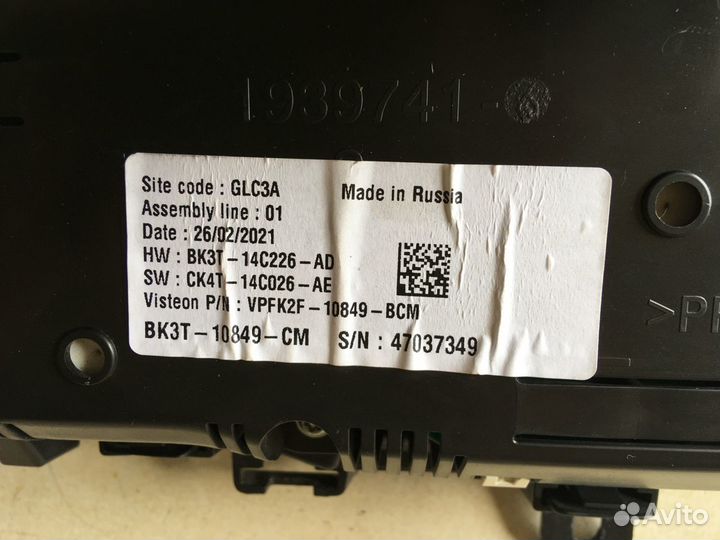 1939741-
Site code : GLC3A
Made in Russia
Assembly line : 01
Date : 26/02/2021
HW : BK3T-14C226-AD
SW : CK4T-14C026-AE
Visteon P/N : VPFK2F-10849-BCM
BK3T-10849-CM
S/N : 47037349
>PP
Avito